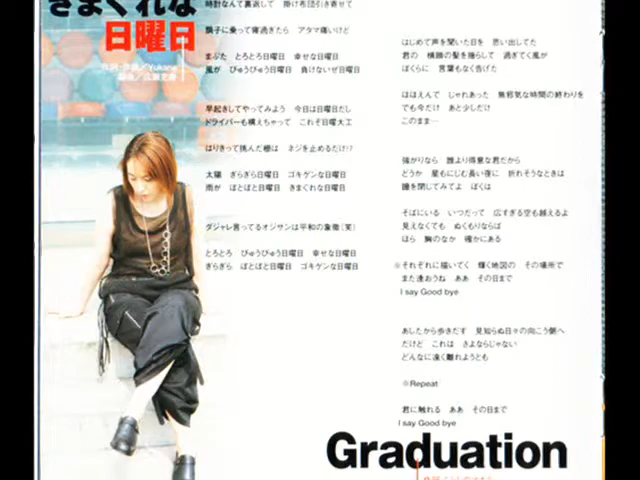 きまぐれな
日曜日
時計なんて裏返して　掛け布団引き寄せて
調子に乗って寝過ぎたら　アタマ痛いけど
まぶた　とろとろ日曜日　幸せな日曜日
風が　ぴゅうぴゅう日曜日　負けないぜ日曜日
早起きしてやってみよう　今日は日曜日だし
ドライバーも構えちゃって　これぞ日曜大工
はりきって挑んだ棚は　ネジを止めるだけ!?
太陽　ぎらぎら日曜日　ゴキゲンな日曜日
雨が　ぽとぽと日曜日　きまぐれな日曜日
ダジャレ言ってるオジサンは平和の象徴(笑)
とろとろ　ぴゅうぴゅう日曜日　幸せな日曜日
ぎらぎら　ぽとぽと日曜日　ゴキゲンな日曜日
はじめて声を聞いた日を　思い出してた
君の　横顔の髪を揺らして　過ぎてく風が
ぼくらに　言葉もなく告げた
ほほえんで　じゃれあった　無邪気な時間の終わりを
でも今だけ　あと少しだけ
このまま…
強がりなら　誰より得意な君だから
どうか　星もにじむ長い夜に　折れそうなときは
瞳を閉じてみてよ　ぼくは
そばにいる　いつだって　広すぎる空も越えるよ
見えなくても　ぬくもりならば
ほら　胸のなか　確かにある
※それぞれに描いてく　輝く地図の　その場所で
また逢おうね　ああ　その日まで
I say Good bye
あしたから歩きだす　見知らぬ日々の向こう側へ
だけど　これは　さよならじゃない
どんなに遠く離れようとも
※Repeat
君に触れる　ああ　その日まで
I say Good bye
Graduation